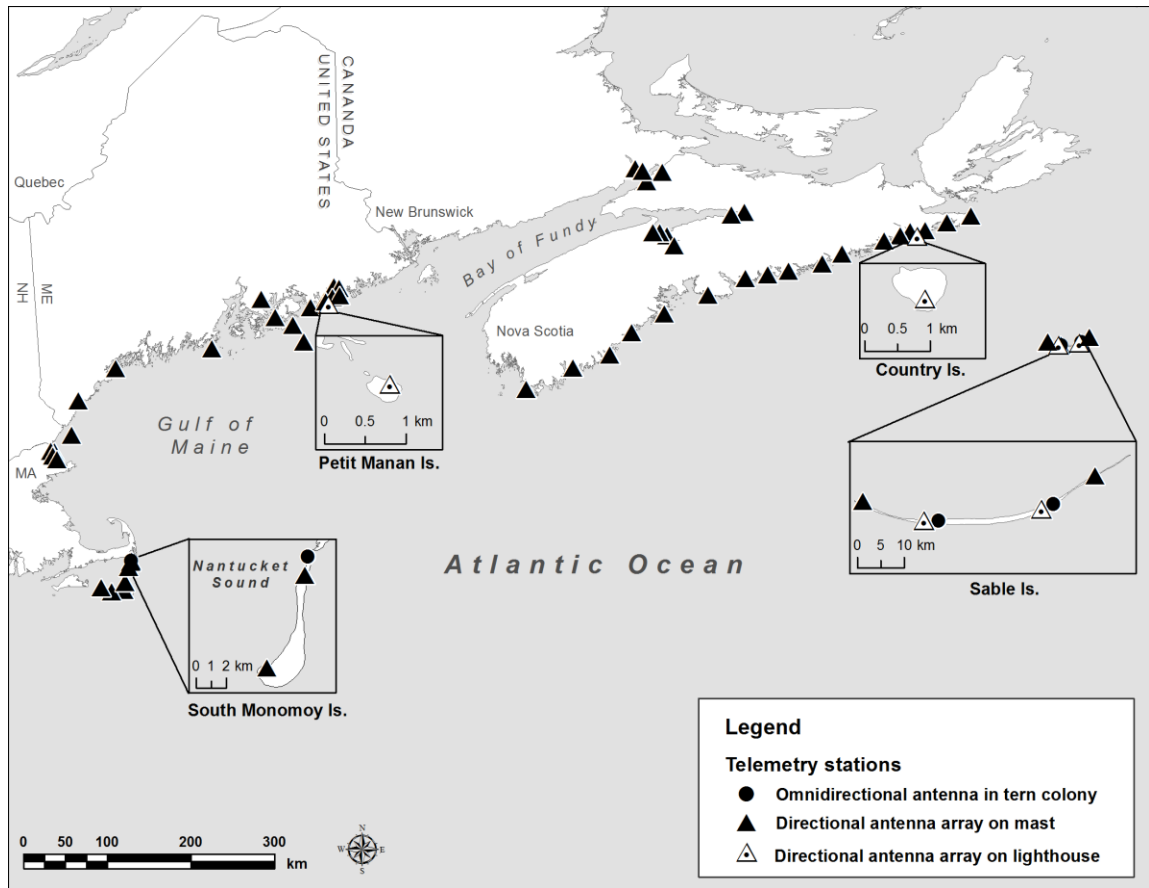 CANANDA
UNITED STATES
Quebec
New Brunswick
Bay of Fundy
ME
NH
Nova Scotia
0 0.5 1 km
Country Is.
0 0.5 1 km
Petit Manan Is.
Gulf of
Maine
MA
0 5 10 km
Sable Is.
Atlantic Ocean
Nantucket
Sound
0 1 2 km
South Monomoy Is.
Legend
Telemetry stations
Omnidirectional antenna in tern colony
Directional antenna array on mast
Directional antenna array on lighthouse
0 50 100 200 300
km
N
W E
S